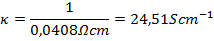 κ = 1 / 0,0408Ωcm = 24,51Scm⁻¹